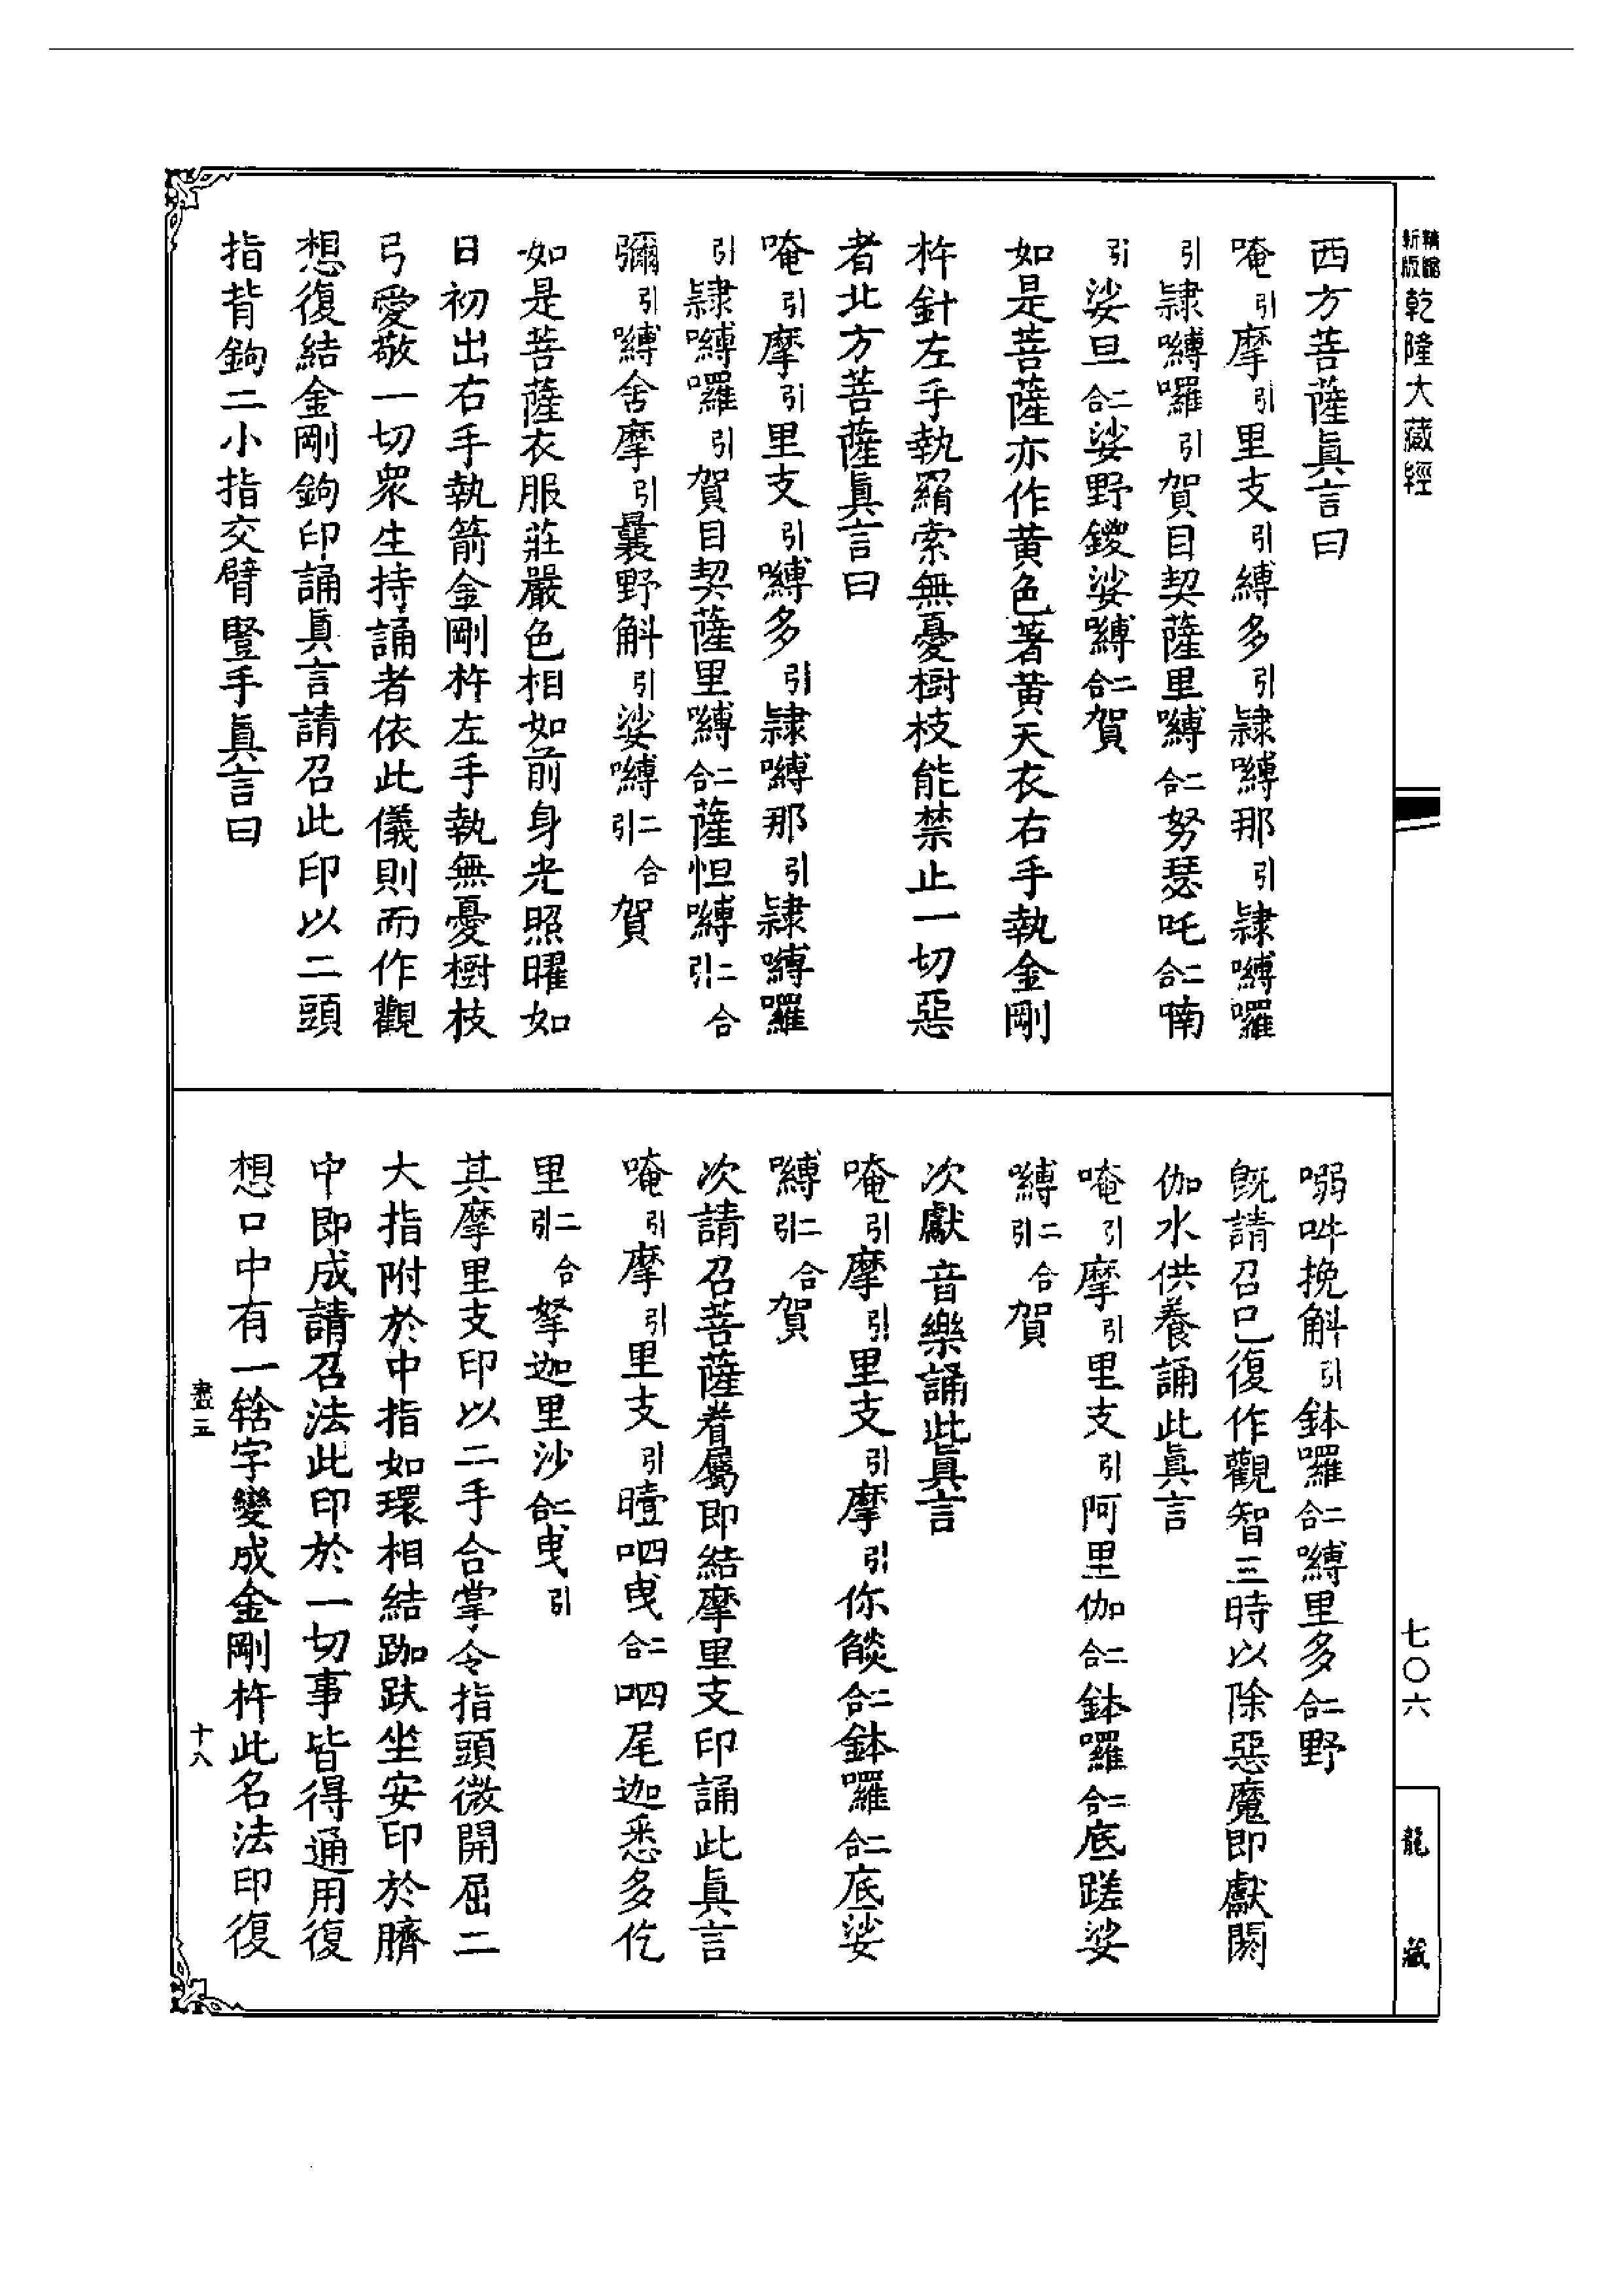 新版精縮乾隆大藏經
七〇六
龍藏
西方菩薩眞言曰
唵引摩引里支引縛多引隷嚩那引隷嚩囉
引隷嚩囉引賀目契薩里嚩二合努瑟吒二合喃
引娑旦二合娑野鑁娑嚩二合賀
如是菩薩亦作黄色著黄天衣右手執金剛
杵針左手執羂索無憂樹枝能禁止一切惡
者北方菩薩眞言曰
唵引摩引里支引嚩多引隷嚩那引隷嚩囉
引隷嚩囉引賀目契薩里嚩二合薩怛嚩二合引
彌引嚩舍摩引曩野斛引娑嚩二合引賀
如是菩薩衣服莊嚴色相如前身光照曜如
日初出右手執箭金剛杵左手執無憂樹枝
弓愛敬一切衆生持誦者依此儀則而作觀
想復結金剛鉤印誦眞言請召此印以二頭
指背鉤二小指交臂豎手眞言曰
嗍吽挽斛引鉢囉二合嚩里多二合野
旣請召已復作觀智三時以除惡魔即獻閼
伽水供養誦此眞言
唵引摩引里支引阿里伽二合鉢囉二合底蹉娑
嚩二合引賀
次獻音樂誦此眞言
唵引摩引里支引摩引你燄二合鉢囉二合底娑
嚩二合引賀
次請召菩薩眷屬即結摩里支印誦此眞言
唵引摩引里支引曀呬曳二合呬尾迦悉多仡
里二合引拏迦里沙二合曳引
其摩里支印以二手合掌令指頭微開屈二
大指附於中指如環相結跏趺坐安印於臍
中即成請召法此印於一切事皆得通用復
想口中有一𤙖字變成金剛杵此名法印復
盡三
十八